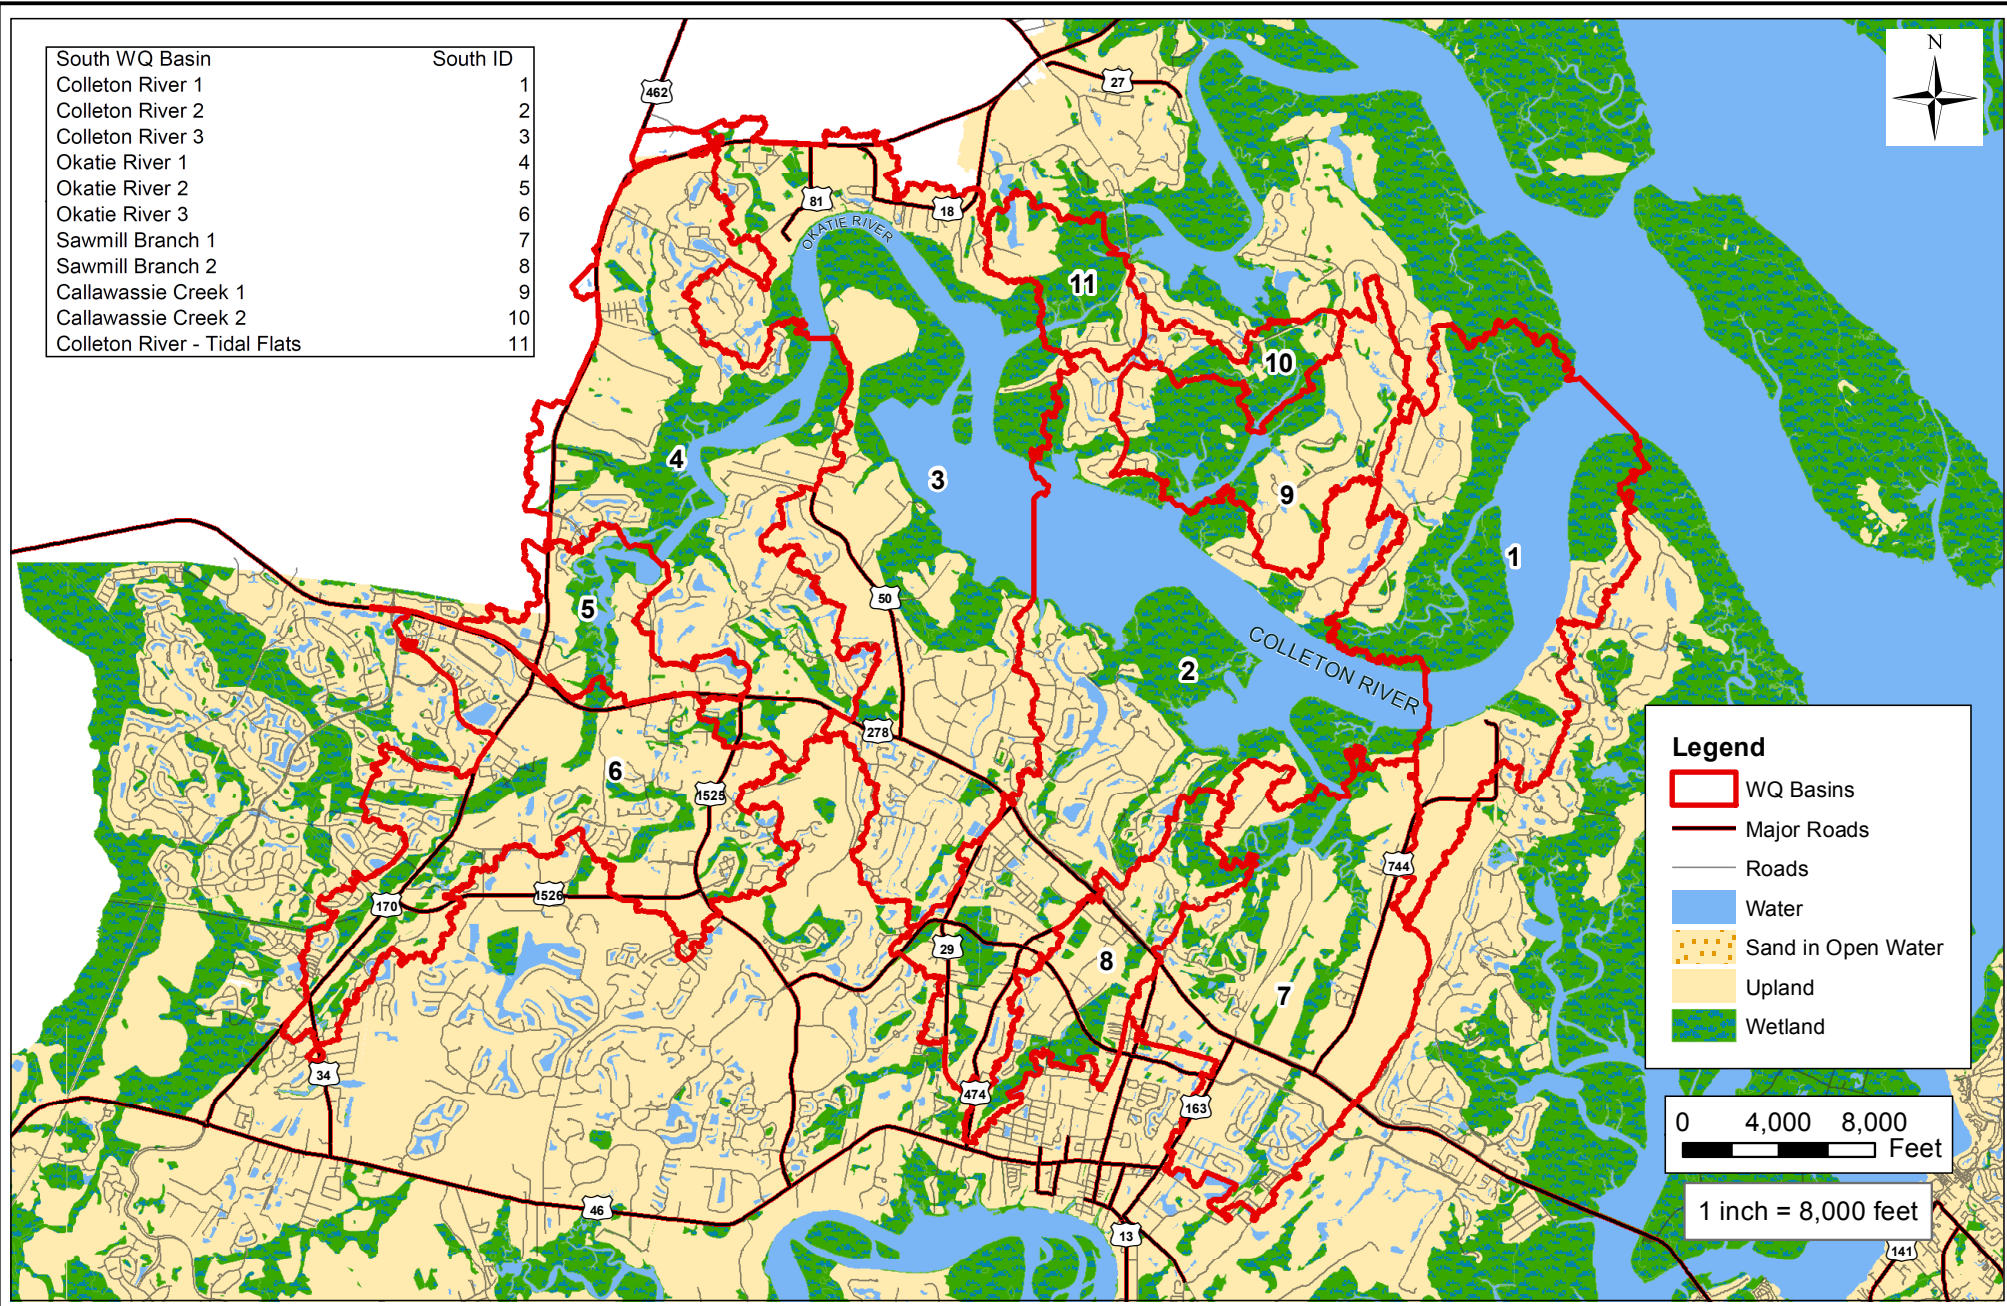 South WQ Basin South ID
Colleton River 1 1
Colleton River 2 2
Colleton River 3 3
Okatie River 1 4
Okatie River 2 5
Okatie River 3 6
Sawmill Branch 1 7
Sawmill Branch 2 8
Callawassie Creek 1 9
Callawassie Creek 2 10
Colleton River - Tidal Flats 11
N
462
27
81
18
OKATIE RIVER
11
10
4
3
9
1
5
50
2
COLLETON RIVER
278
6
1525
744
170
1526
29
8
7
34
474
163
46
13
141
Legend
WQ Basins
Major Roads
Roads
Water
Sand in Open Water
Upland
Wetland
0 4,000 8,000
Feet
1 inch = 8,000 feet